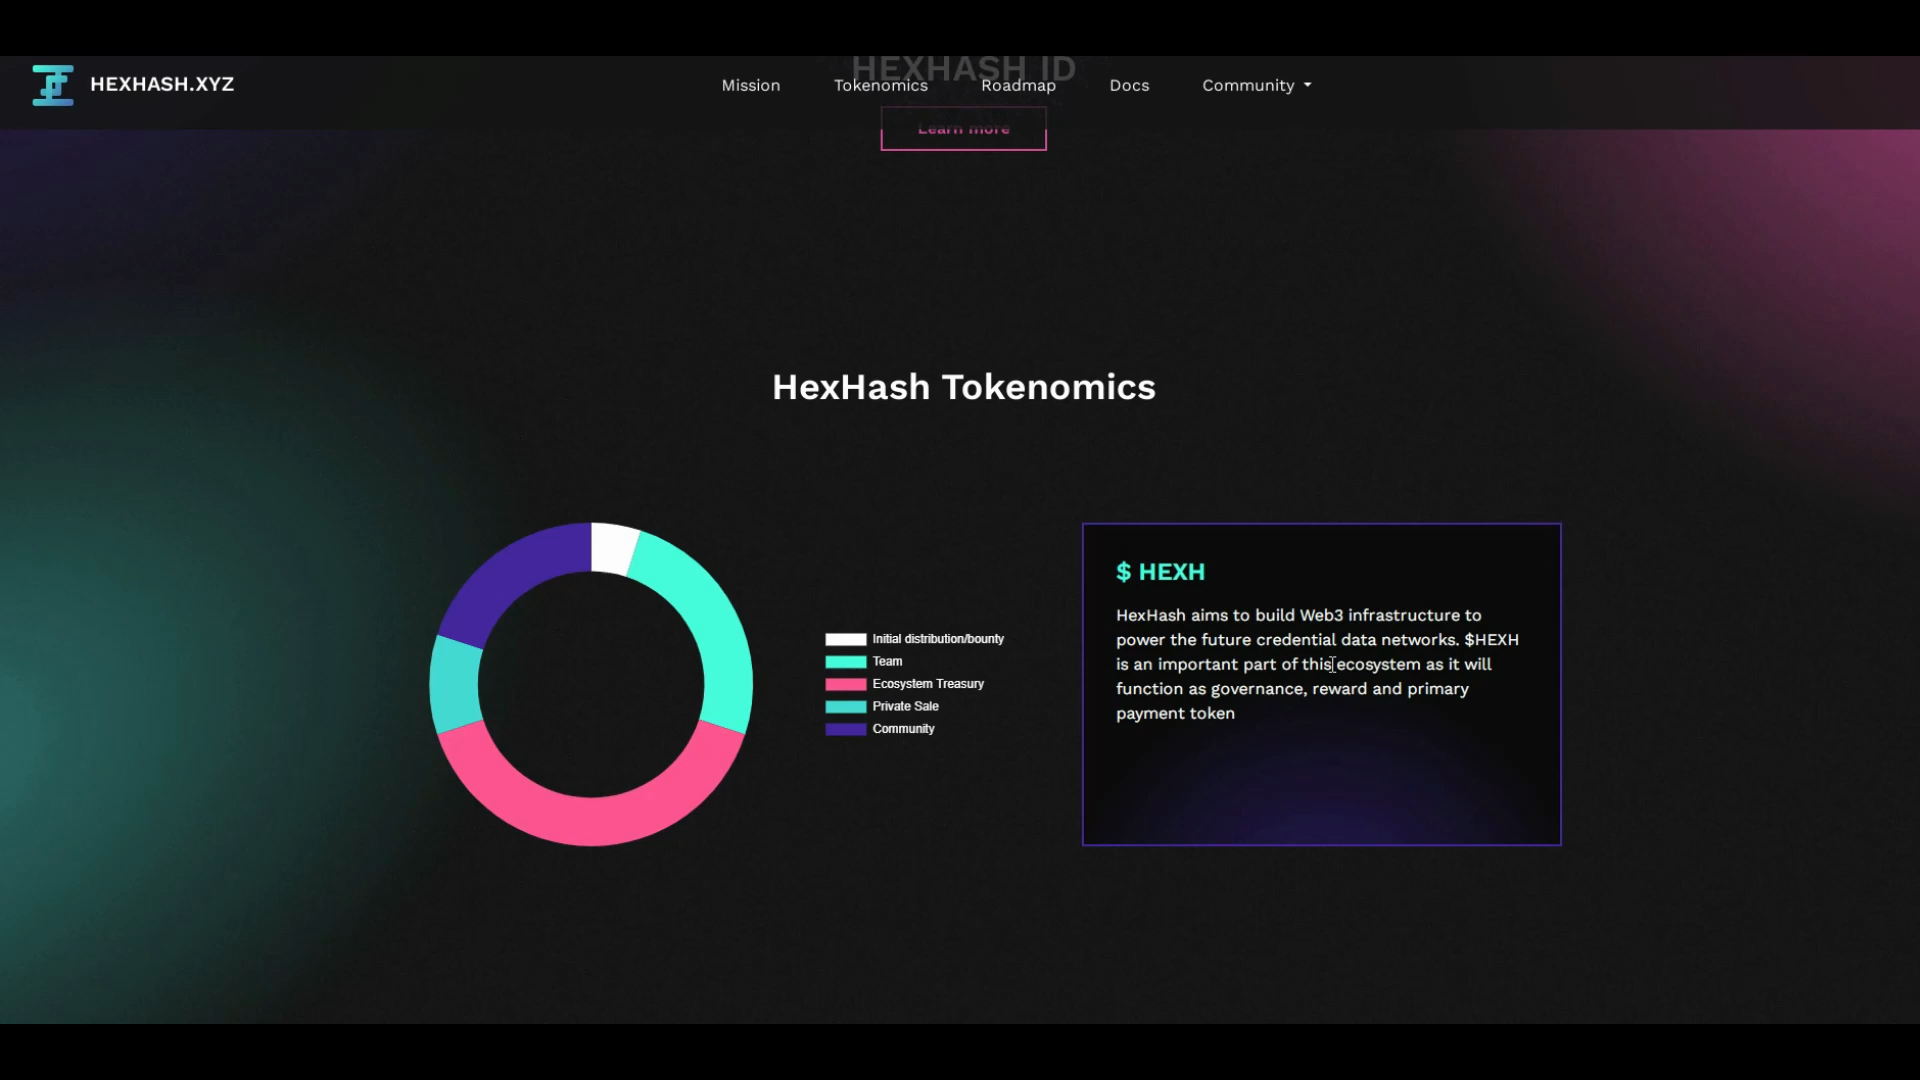 HEXHASH ID
HEXHASH.XYZ
Mission
Tokenomics
Roadmap
Docs
Community
Learn more
HexHash Tokenomics
Initial distribution/bounty
Team
Ecosystem Treasury
Private Sale
Community
$ HEXH
HexHash aims to build Web3 infrastructure to
power the future credential data networks. $HEXH
is an important part of this ecosystem as it will
function as governance, reward and primary
payment token